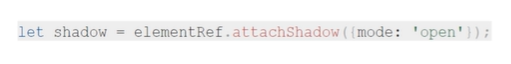 let shadow = elementRef.attachShadow({mode: 'open'});